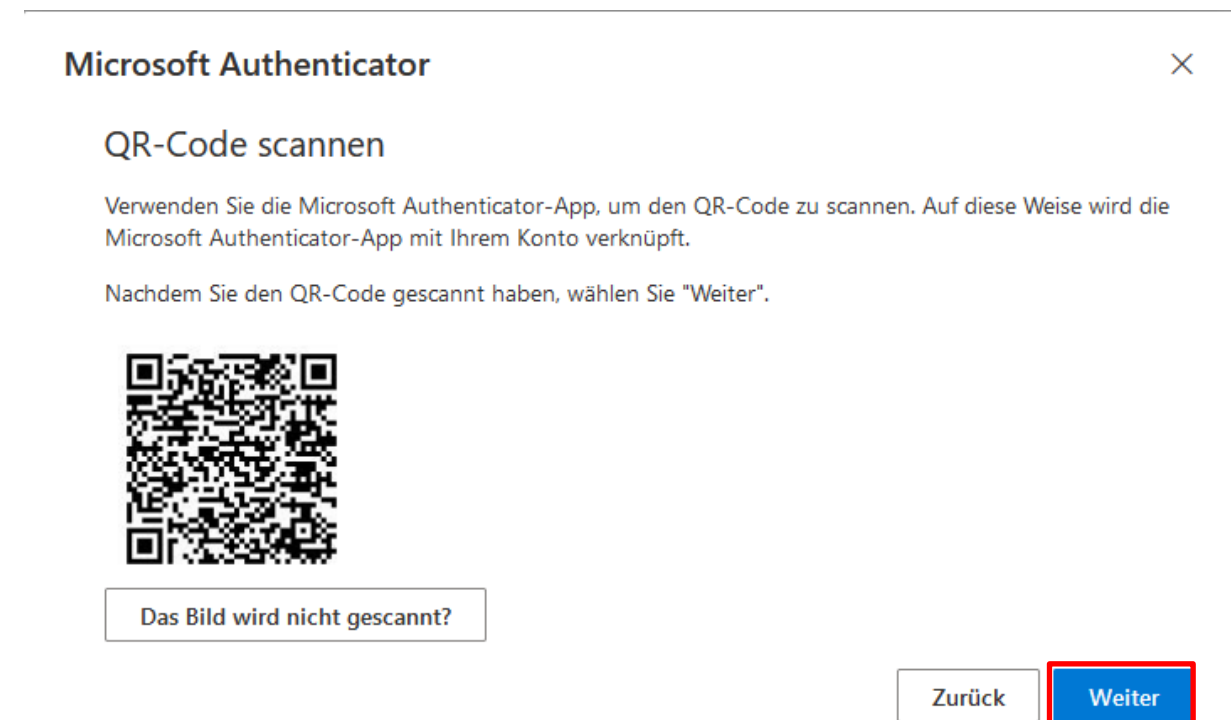 Microsoft Authenticator
QR-Code scannen
Verwenden Sie die Microsoft Authenticator-App, um den QR-Code zu scannen. Auf diese Weise wird die
Microsoft Authenticator-App mit Ihrem Konto verknüpft.
Nachdem Sie den QR-Code gescannt haben, wählen Sie "Weiter".
Das Bild wird nicht gescannt?
Zurück
Weiter